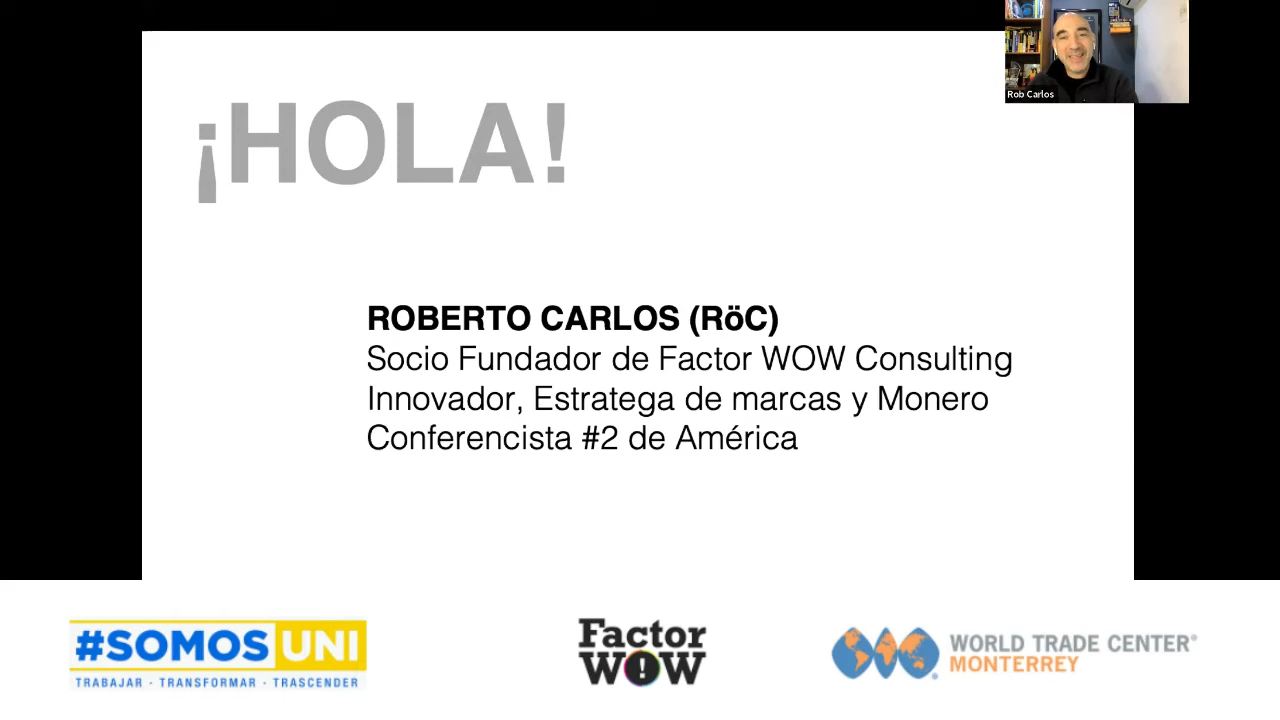 Rob Carlos
¡HOLA!
ROBERTO CARLOS (RöC)
Socio Fundador de Factor WOW Consulting
Innovador, Estratega de marcas y Monero
Conferencista #2 de América
#SOMOS UNI
TRABAJAR · TRANSFORMAR · TRASCENDER
Factor
WOW
WORLD TRADE CENTER®
MONTERREY